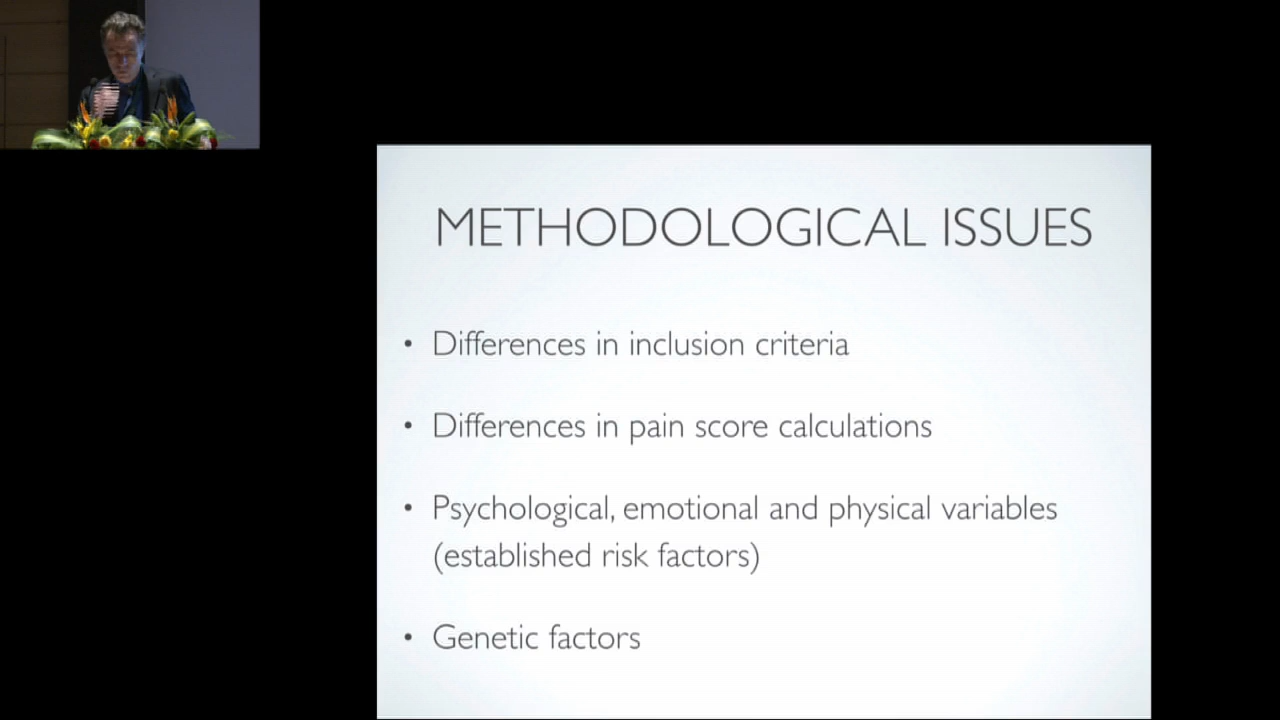 METHODOLOGICAL ISSUES
• Differences in inclusion criteria
• Differences in pain score calculations
• Psychological, emotional and physical variables
(established risk factors)
• Genetic factors